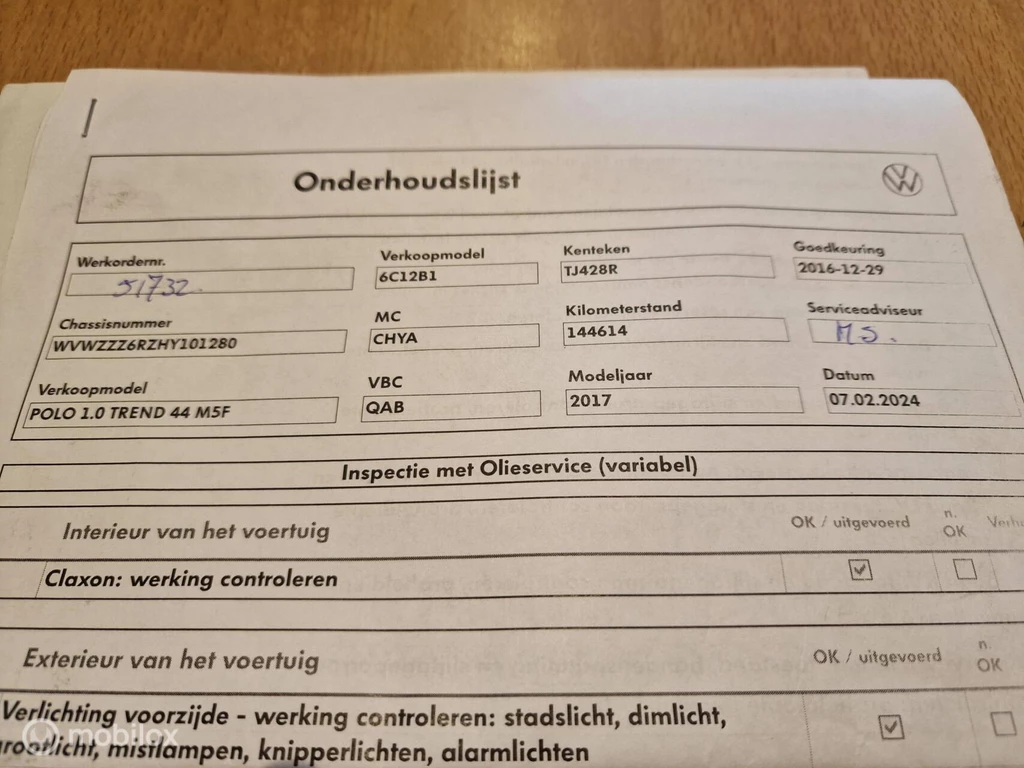 Onderhoudslijst
Werkordernr. Verkoopmodel Kenteken Goedkeuring
51732 6C12B1 TJ428R 2016-12-29
Chassisnummer MC Kilometerstand Serviceadviseur
WVWZZZ6RZHY101280 CHYA 144614 M S.
Verkoopmodel VBC Modeljaar Datum
POLO 1.0 TREND 44 M5F QAB 2017 07.02.2024
Inspectie met Olieservice (variabel)
Interieur van het voertuig OK / uitgevoerd n. OK
Claxon: werking controleren
Exterieur van het voertuig OK / uitgevoerd n. OK
Verlichting voorzijde - werking controleren: stadslicht, dimlicht,
rootlicht, mistlampen, knipperlichten, alarmlichten
mobilox